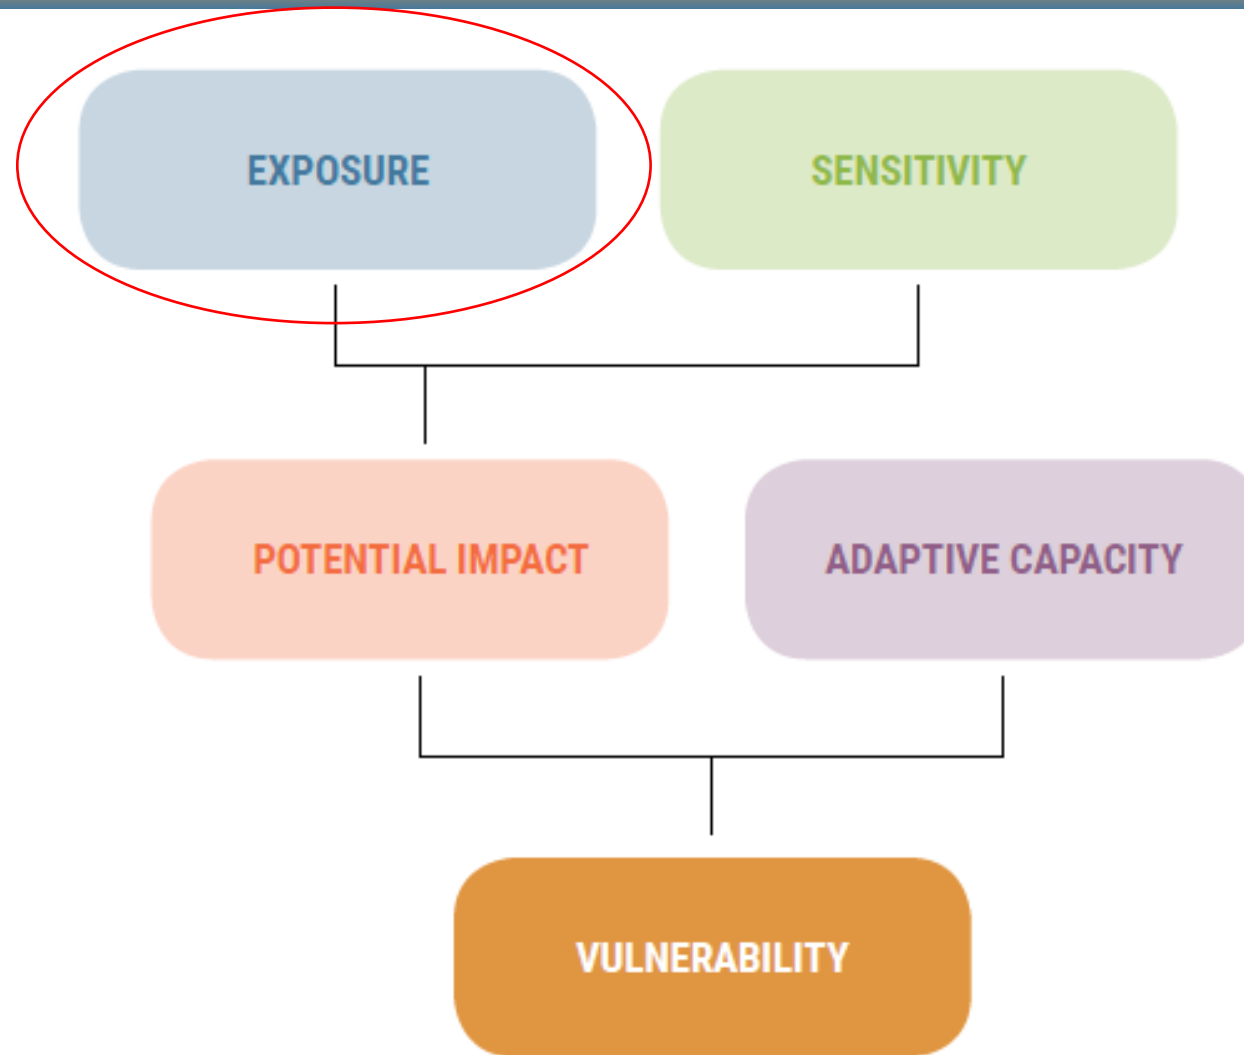 EXPOSURE
SENSITIVITY
POTENTIAL IMPACT
ADAPTIVE CAPACITY
VULNERABILITY